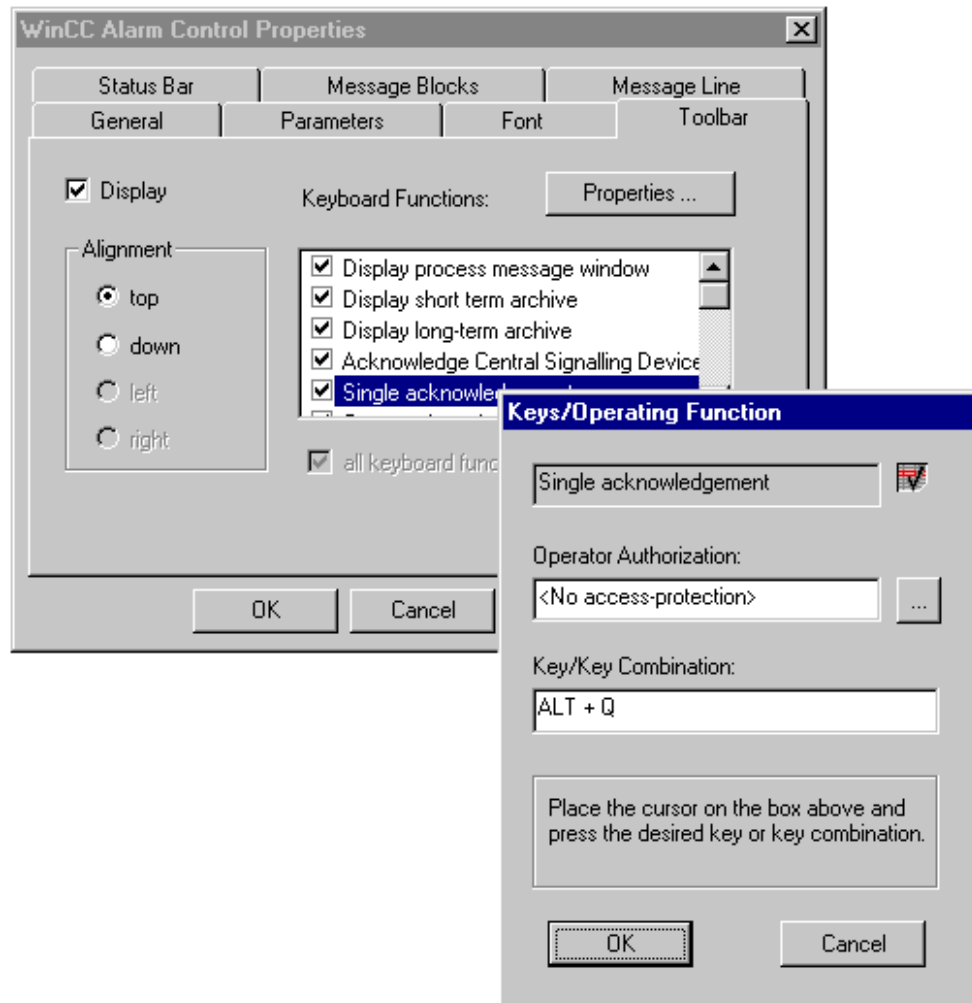 WinCC Alarm Control Properties
Status Bar
Message Blocks
Message Line
General
Parameters
Font
Toolbar
Display
Keyboard Functions:
Properties ...
Alignment
top
down
left
right
Display process message window
Display short term archive
Display long-term archive
Acknowledge Central Signalling Device
Single acknowle
all keyboard func
OK
Cancel
Keys/Operating Function
Single acknowledgement
Operator Authorization:
<No access-protection>
...
Key/Key Combination:
ALT + Q
Place the cursor on the box above and
press the desired key or key combination.
OK
Cancel